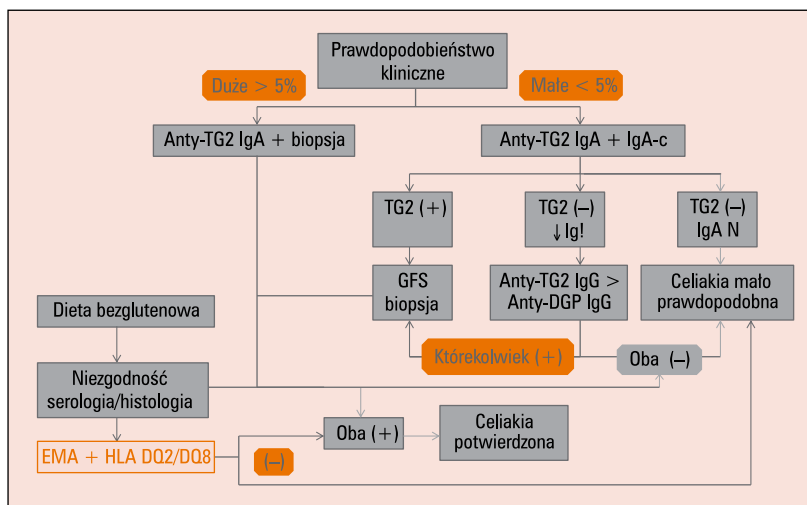 Prawdopodobieństwo
kliniczne
Duże > 5%
Małe < 5%
Anty-TG2 IgA + biopsja
Anty-TG2 IgA + IgA-c
TG2 (+)
TG2 (–)
↓ Ig!
TG2 (–)
IgA N
GFS
biopsja
Anty-TG2 IgG >
Anty-DGP IgG
Celiakia mało
prawdopodobna
Dieta bezglutenowa
Którekolwiek (+)
Oba (–)
Niezgodność
serologia/histologia
Oba (+)
Celiakia
potwierdzona
EMA + HLA DQ2/DQ8
(–)